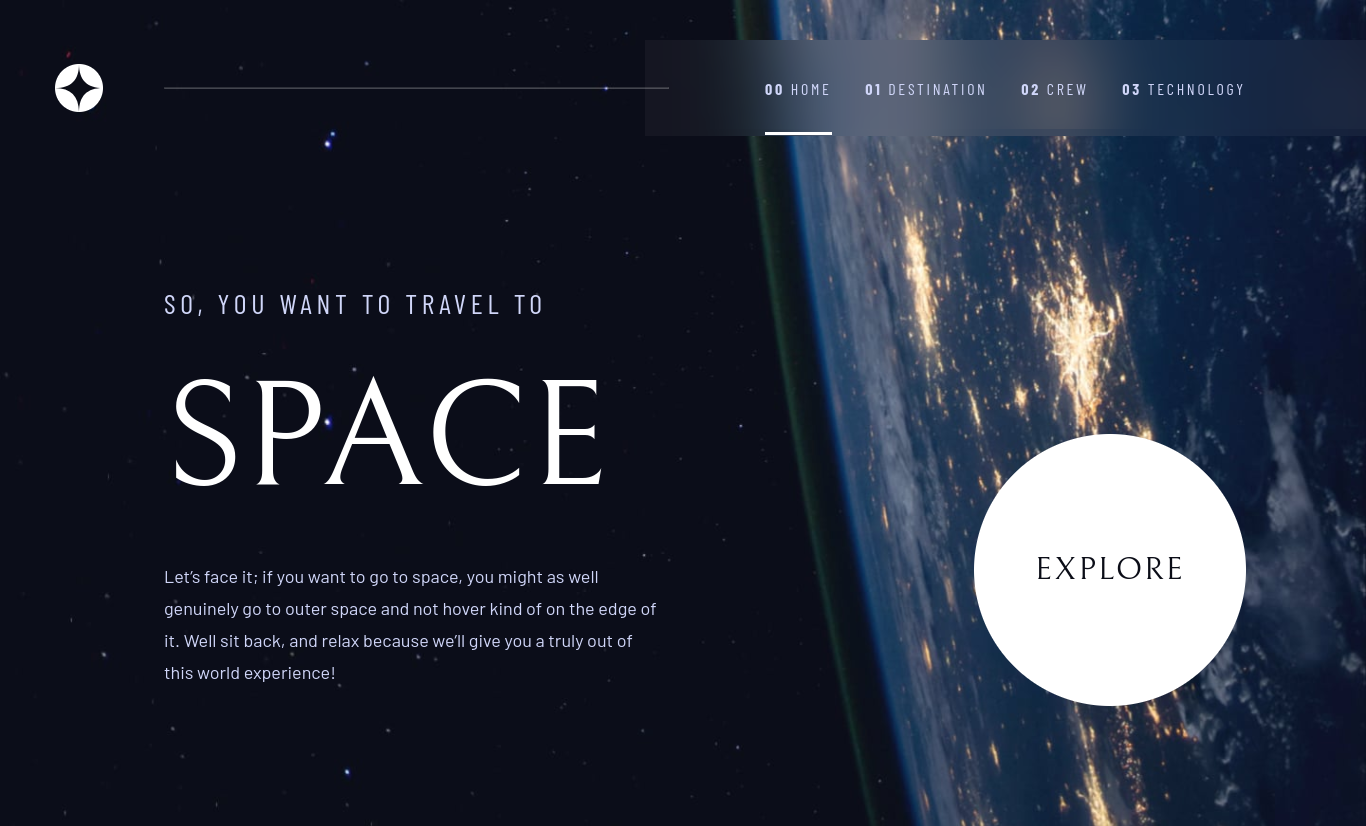 00 HOME 01 DESTINATION 02 CREW 03 TECHNOLOGY
SO, YOU WANT TO TRAVEL TO
SPACE
Let’s face it; if you want to go to space, you might as well
genuinely go to outer space and not hover kind of on the edge of
it. Well sit back, and relax because we’ll give you a truly out of
this world experience!
EXPLORE